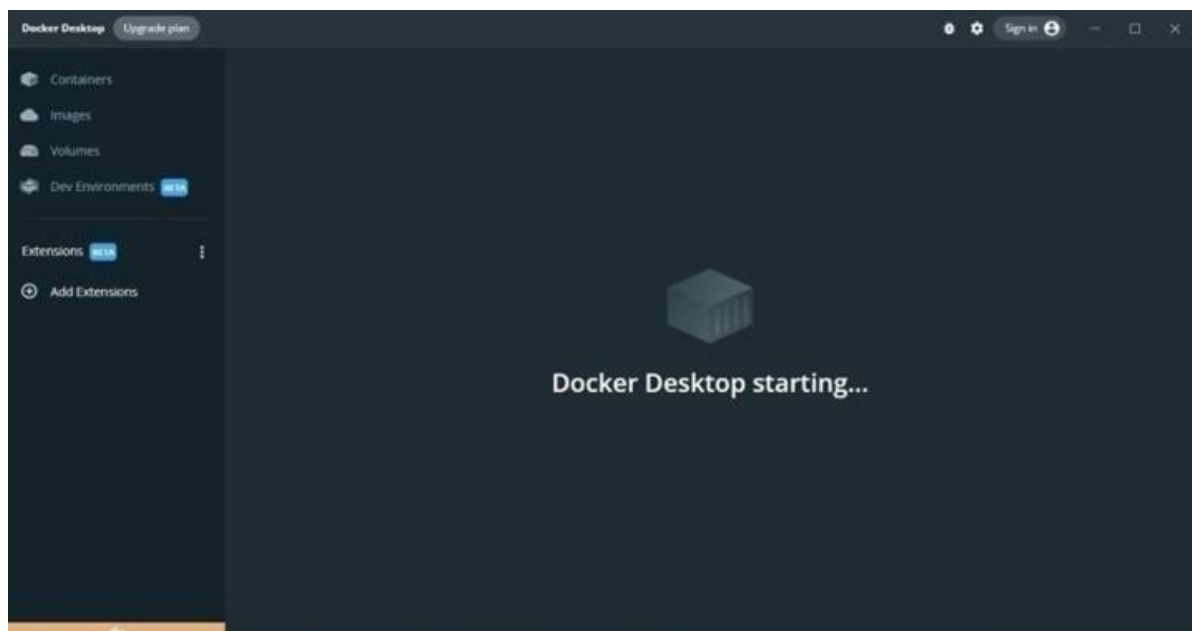 Docker Desktop Upgrade plan Sign in
Containers
Images
Volumes
Dev Environments BETA
Extensions BETA
Add Extensions
Docker Desktop starting...